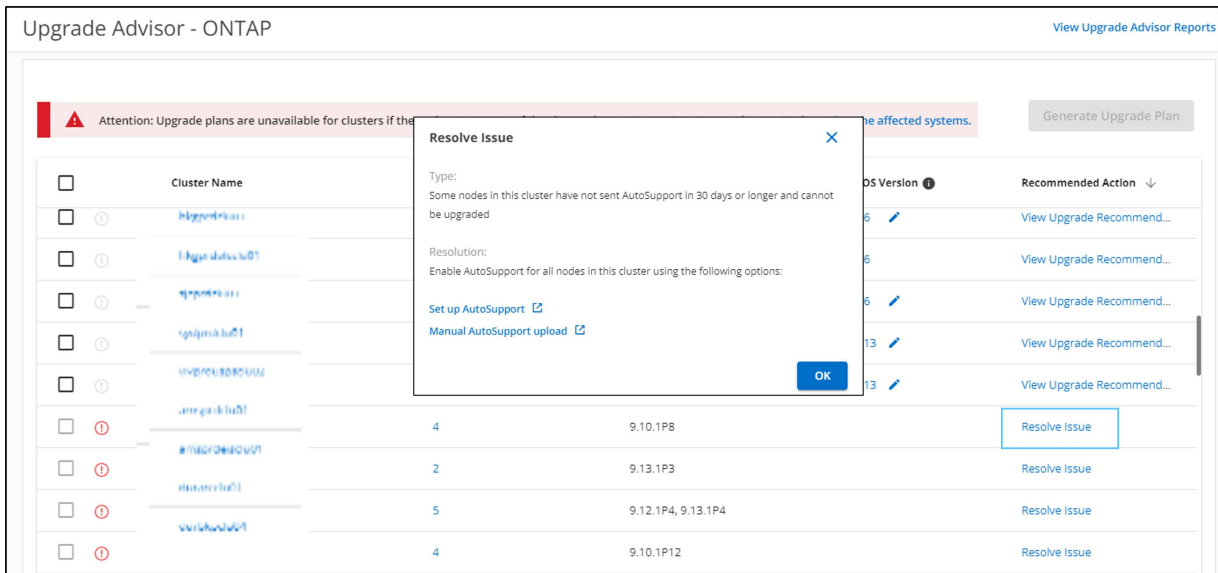 Upgrade Advisor - ONTAP
View Upgrade Advisor Reports
Attention: Upgrade plans are unavailable for clusters if the
he affected systems.
Generate Upgrade Plan
Resolve Issue
Type:
Some nodes in this cluster have not sent AutoSupport in 30 days or longer and cannot
be upgraded
Resolution:
Enable AutoSupport for all nodes in this cluster using the following options:
Set up AutoSupport
Manual AutoSupport upload
OK
Cluster Name
OS Version
Recommended Action
6 View Upgrade Recommend...
6 View Upgrade Recommend...
6 View Upgrade Recommend...
13 View Upgrade Recommend...
13 View Upgrade Recommend...
4 9.10.1P8 Resolve Issue
2 9.13.1P3 Resolve Issue
5 9.12.1P4, 9.13.1P4 Resolve Issue
4 9.10.1P12 Resolve Issue